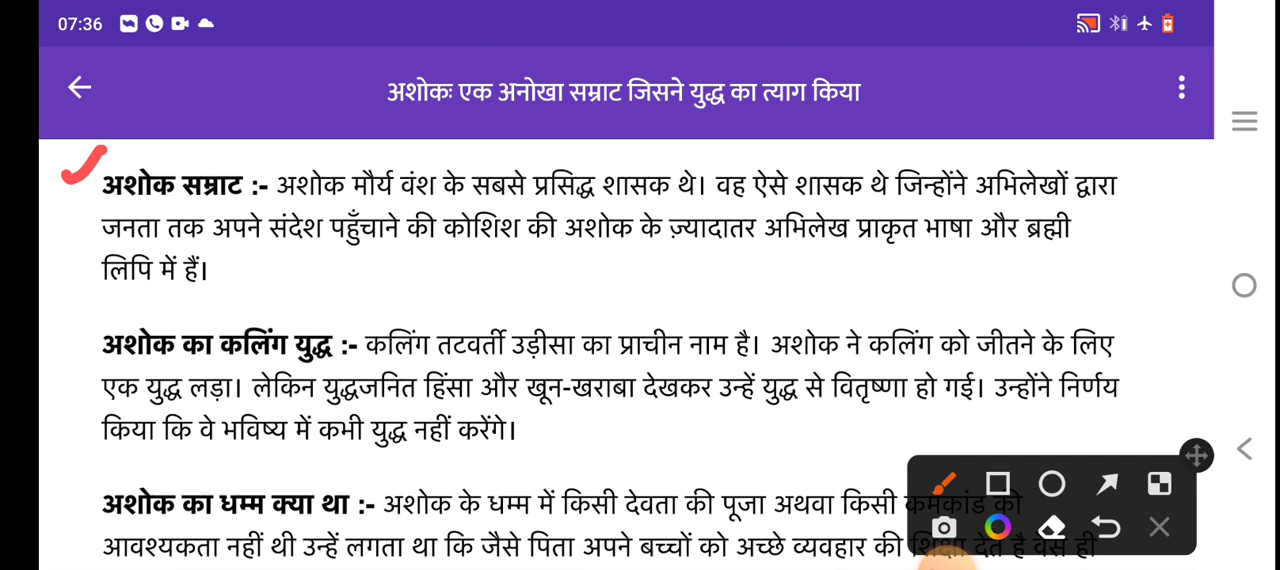 07:36
अशोकः एक अनोखा सम्राट जिसने युद्ध का त्याग किया
अशोक सम्राट :- अशोक मौर्य वंश के सबसे प्रसिद्ध शासक थे। वह ऐसे शासक थे जिन्होंने अभिलेखों द्वारा
जनता तक अपने संदेश पहुँचाने की कोशिश की अशोक के ज़्यादातर अभिलेख प्राकृत भाषा और ब्रह्मी
लिपि में हैं।
अशोक का कलिंग युद्ध :- कलिंग तटवर्ती उड़ीसा का प्राचीन नाम है। अशोक ने कलिंग को जीतने के लिए
एक युद्ध लड़ा। लेकिन युद्धजनित हिंसा और खून-खराबा देखकर उन्हें युद्ध से वितृष्णा हो गई। उन्होंने निर्णय
किया कि वे भविष्य में कभी युद्ध नहीं करेंगे।
अशोक का धम्म क्या था :- अशोक के धम्म में किसी देवता की पूजा अथवा किसी कर्मकांड की
आवश्यकता नहीं थी उन्हें लगता था कि जैसे पिता अपने बच्चों को अच्छे व्यवहार की शिक्षा देते है वैसे ही